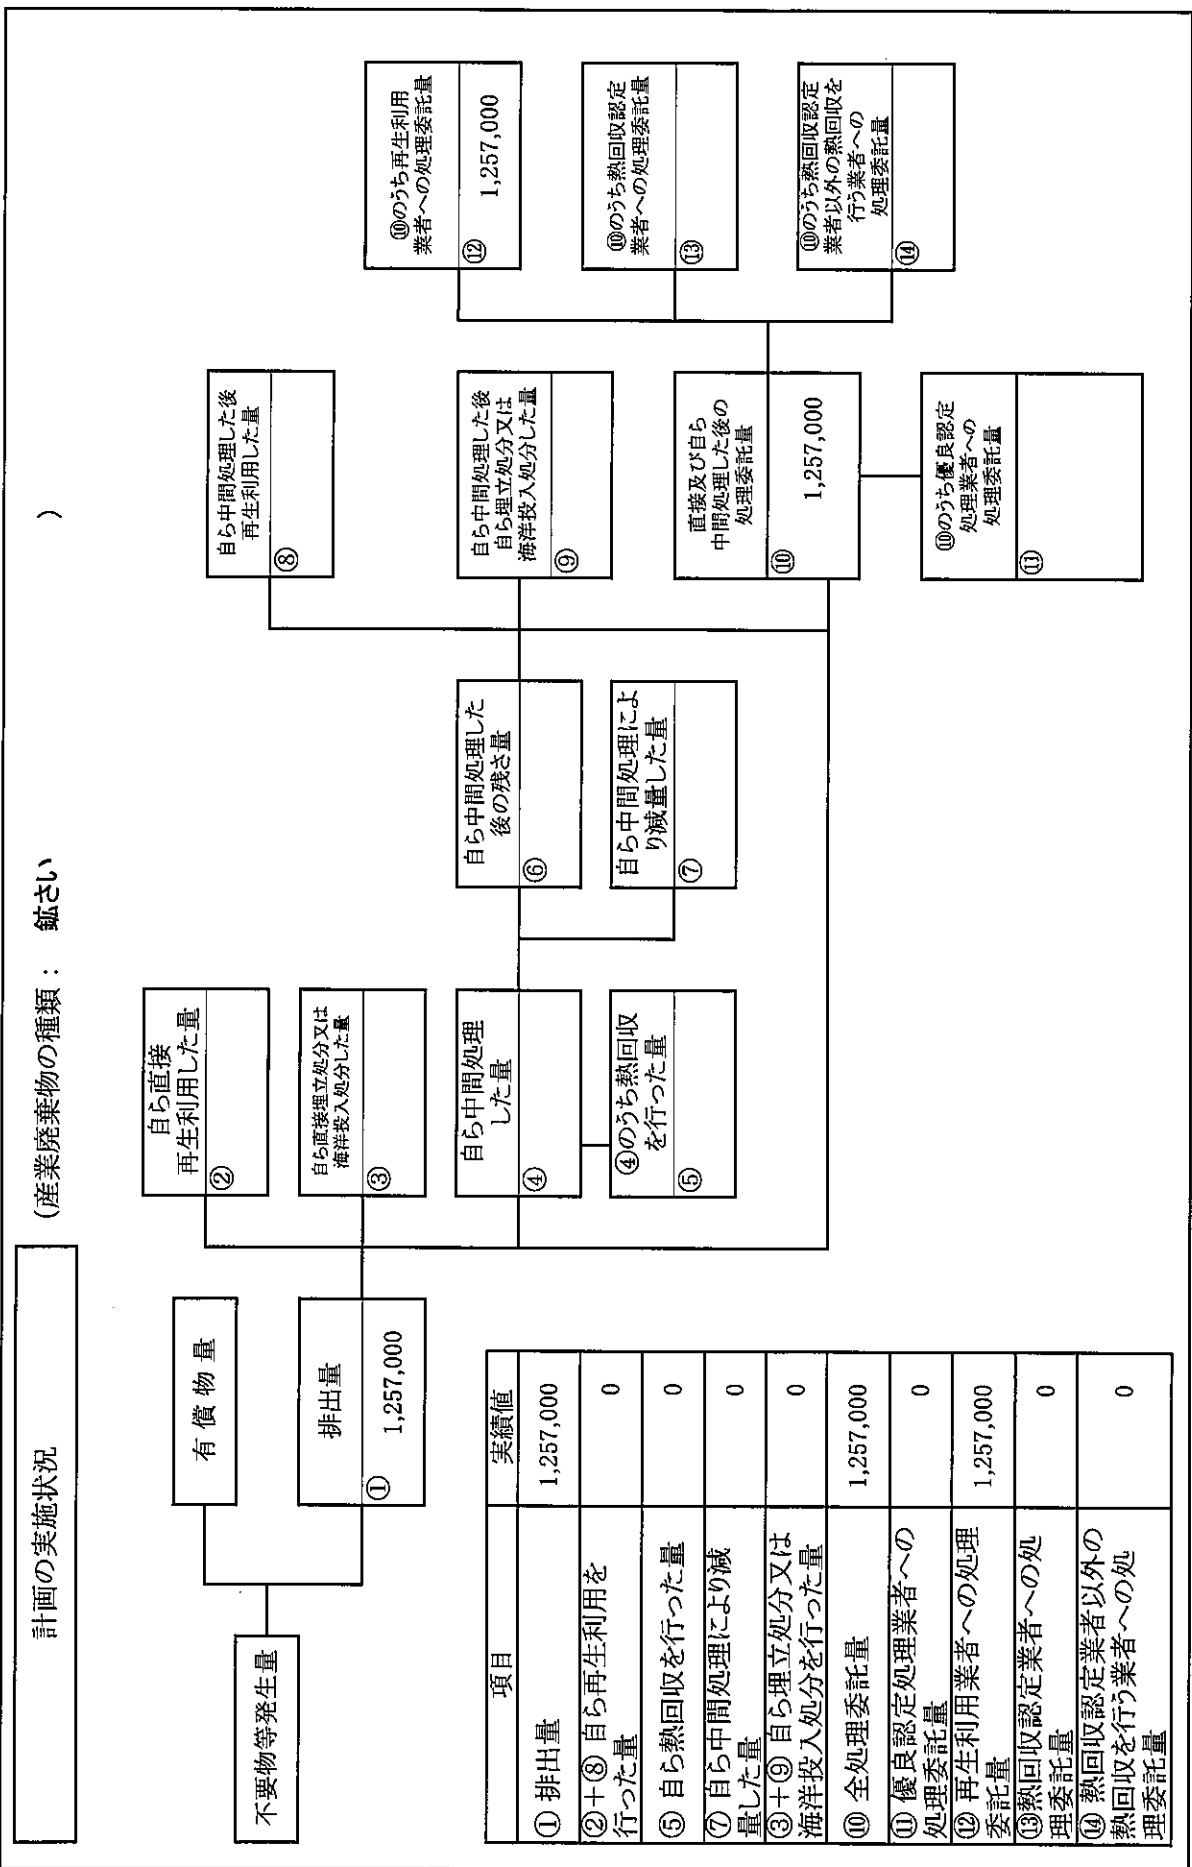 計画の実施状況
(産業廃棄物の種類： 鉱さい )
不要物等発生量
有 償 物 量
排出量
①
1,257,000
自ら直接
再生利用した量
②
自ら直接埋立処分又は
海洋投入処分した量
③
自ら中間処理
した量
④
④のうち熱回収
を行った量
⑤
自ら中間処理した
後の残さ量
⑥
自ら中間処理によ
り減量した量
⑦
自ら中間処理した後
再生利用した量
⑧
自ら中間処理した後
自ら埋立処分又は
海洋投入処分した量
⑨
直接及び自ら
中間処理した後の
処理委託量
⑩
1,257,000
⑩のうち優良認定
処理業者への
処理委託量
⑪
⑩のうち再生利用
業者への処理委託量
⑫
1,257,000
⑩のうち熱回収認定
業者への処理委託量
⑬
⑩のうち熱回収認定
業者以外の熱回収を
行う業者への
処理委託量
⑭
項目 実績値
① 排出量 1,257,000
②＋⑧ 自ら再生利用を
行った量 0
⑤ 自ら熱回収を行った量 0
⑦ 自ら中間処理により減
量した量 0
③＋⑨ 自ら埋立処分又は
海洋投入処分を行った量 0
⑩ 全処理委託量 1,257,000
⑪ 優良認定処理業者への
処理委託量 0
⑫ 再生利用業者への処理
委託量 1,257,000
⑬熱回収認定業者への処
理委託量 0
⑭ 熱回収認定業者以外の
熱回収を行う業者への処
理委託量 0